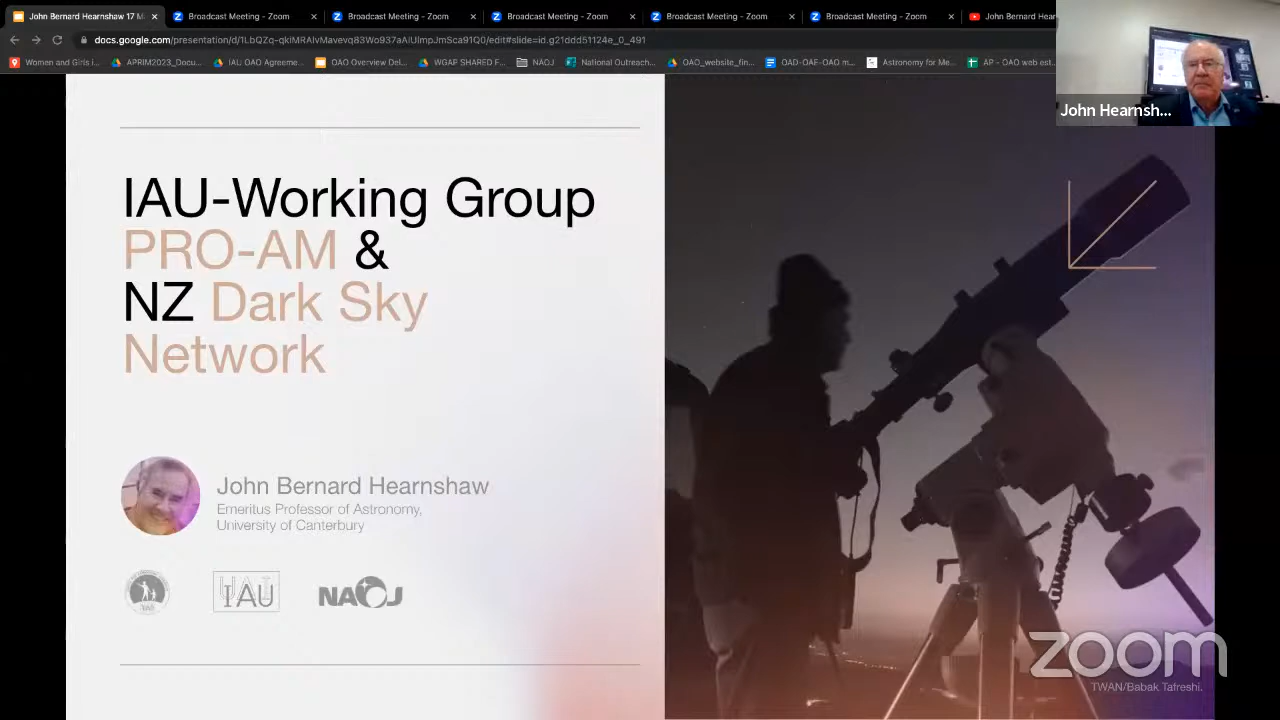 John Bernard Hearnshaw 17 M
Broadcast Meeting - Zoom
Broadcast Meeting - Zoom
Broadcast Meeting - Zoom
Broadcast Meeting - Zoom
Broadcast Meeting - Zoom
John Bernard Hear
docs.google.com/presentation/d/1LbQZq-qkiMRAlvMavevq83Wo937aAlUlmpJmSca91Q0/edit#slide=id.g21ddd51124e_0_491
Women and Girls i...
APRIM2023_Docu...
IAU OAO Agreeme...
OAO Overview Del...
WGAP SHARED F...
NAOJ
National Outreach...
OAO_website_fin...
OAD-OAE-OAO m...
Astronomy for Me...
AP - OAO web est...
John Hearnsh...
IAU-Working Group
PRO-AM &
NZ Dark Sky
Network
John Bernard Hearnshaw
Emeritus Professor of Astronomy,
University of Canterbury
IAU
NAOJ
zoom
TWAN/Babak Tafreshi.